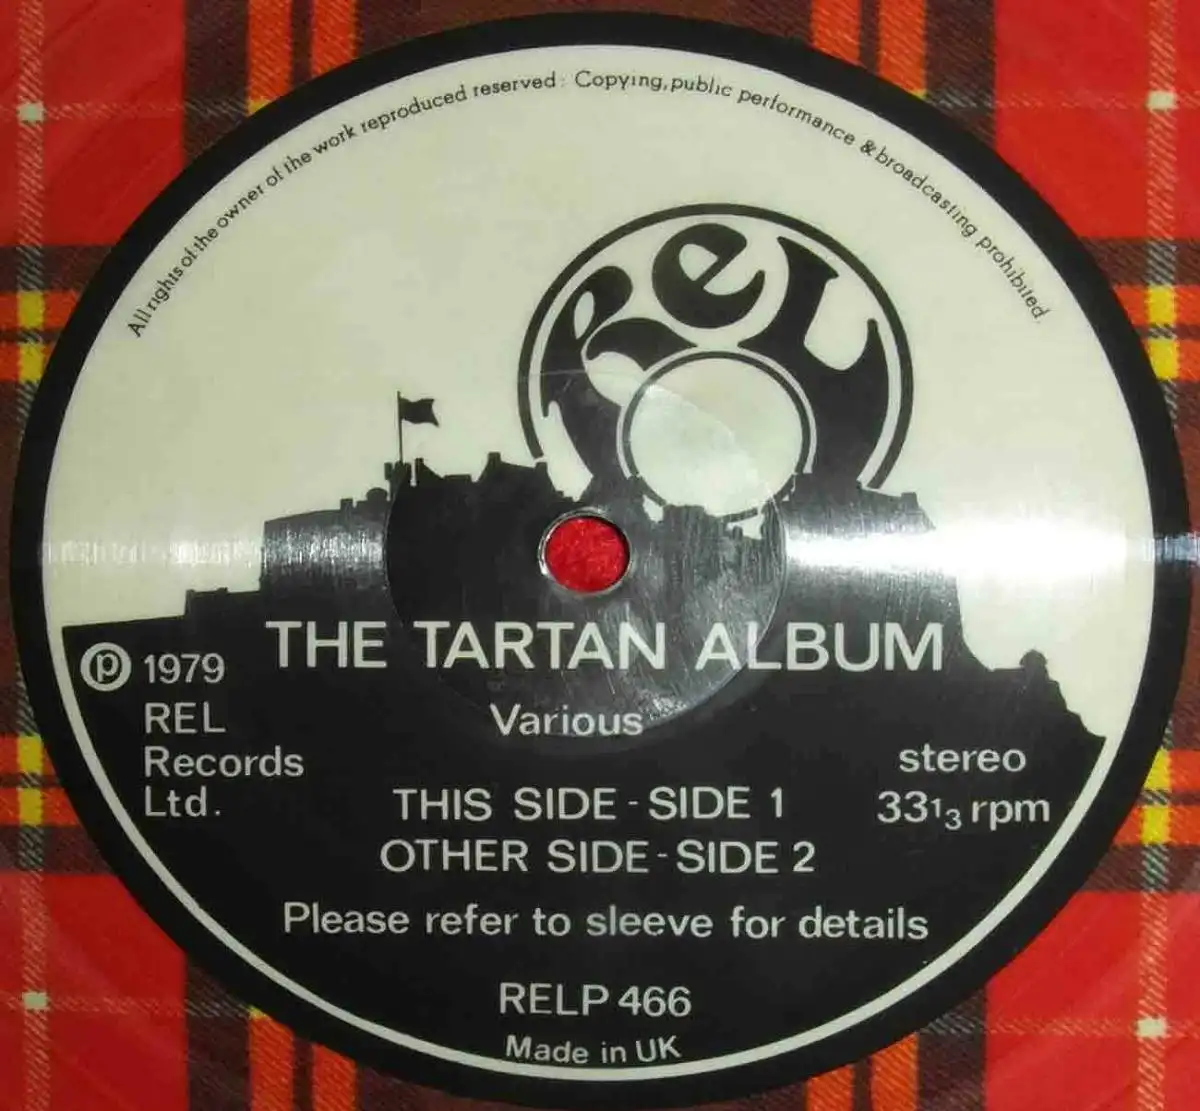 All rights of the owner of the work reproduced reserved: Copying, public performance & broadcasting prohibited.
ReL
THE TARTAN ALBUM
℗ 1979
REL
Records
Ltd.
Various
stereo
33 1/3 rpm
THIS SIDE - SIDE 1
OTHER SIDE - SIDE 2
Please refer to sleeve for details
RELP 466
Made in UK